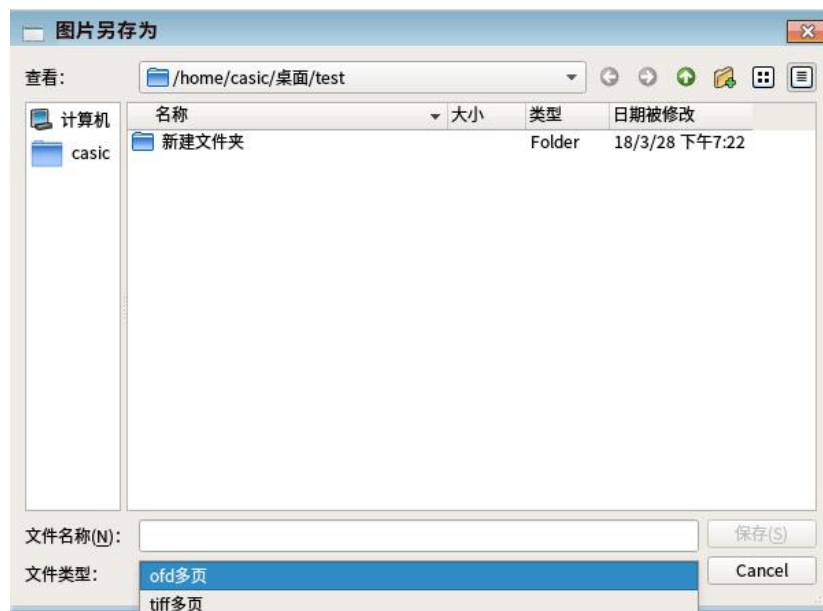 图片另存为
查看：
/home/casic/桌面/test
计算机
casic
名称 大小 类型 日期被修改
新建文件夹 Folder 18/3/28 下午7:22
文件名称(N)：
保存(S)
文件类型：
ofd多页
Cancel
tiff多页